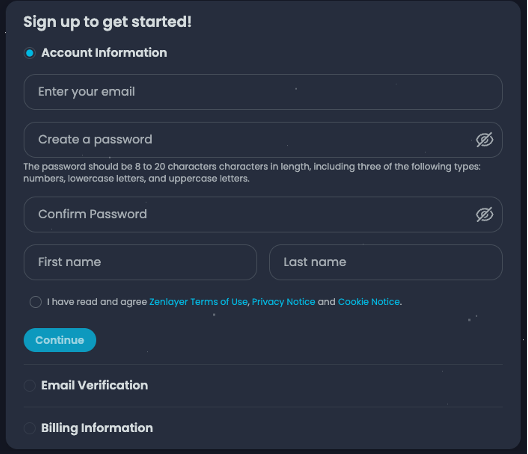 Sign up to get started!
Account Information
Enter your email
Create a password
The password should be 8 to 20 characters characters in length, including three of the following types:
numbers, lowercase letters, and uppercase letters.
Confirm Password
First name
Last name
I have read and agree Zenlayer Terms of Use, Privacy Notice and Cookie Notice.
Continue
Email Verification
Billing Information